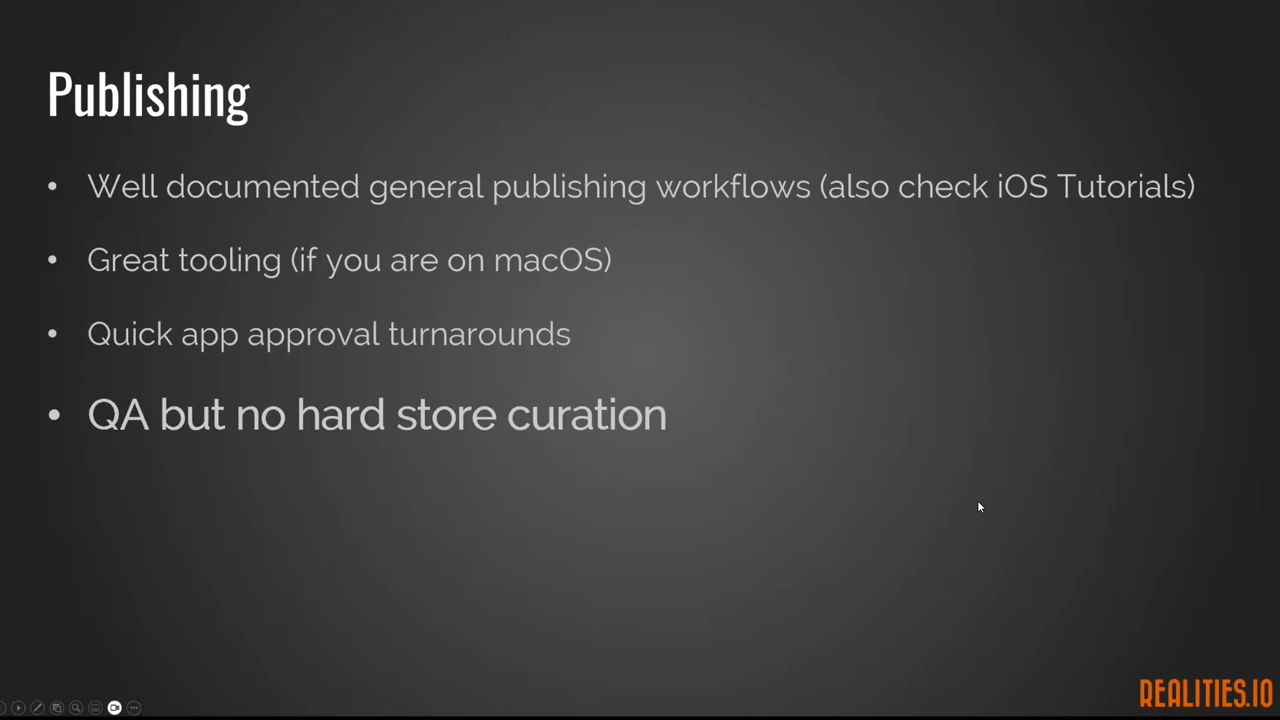 Publishing
• Well documented general publishing workflows (also check iOS Tutorials)
• Great tooling (if you are on macOS)
• Quick app approval turnarounds
• QA but no hard store curation
REALITIES.IO